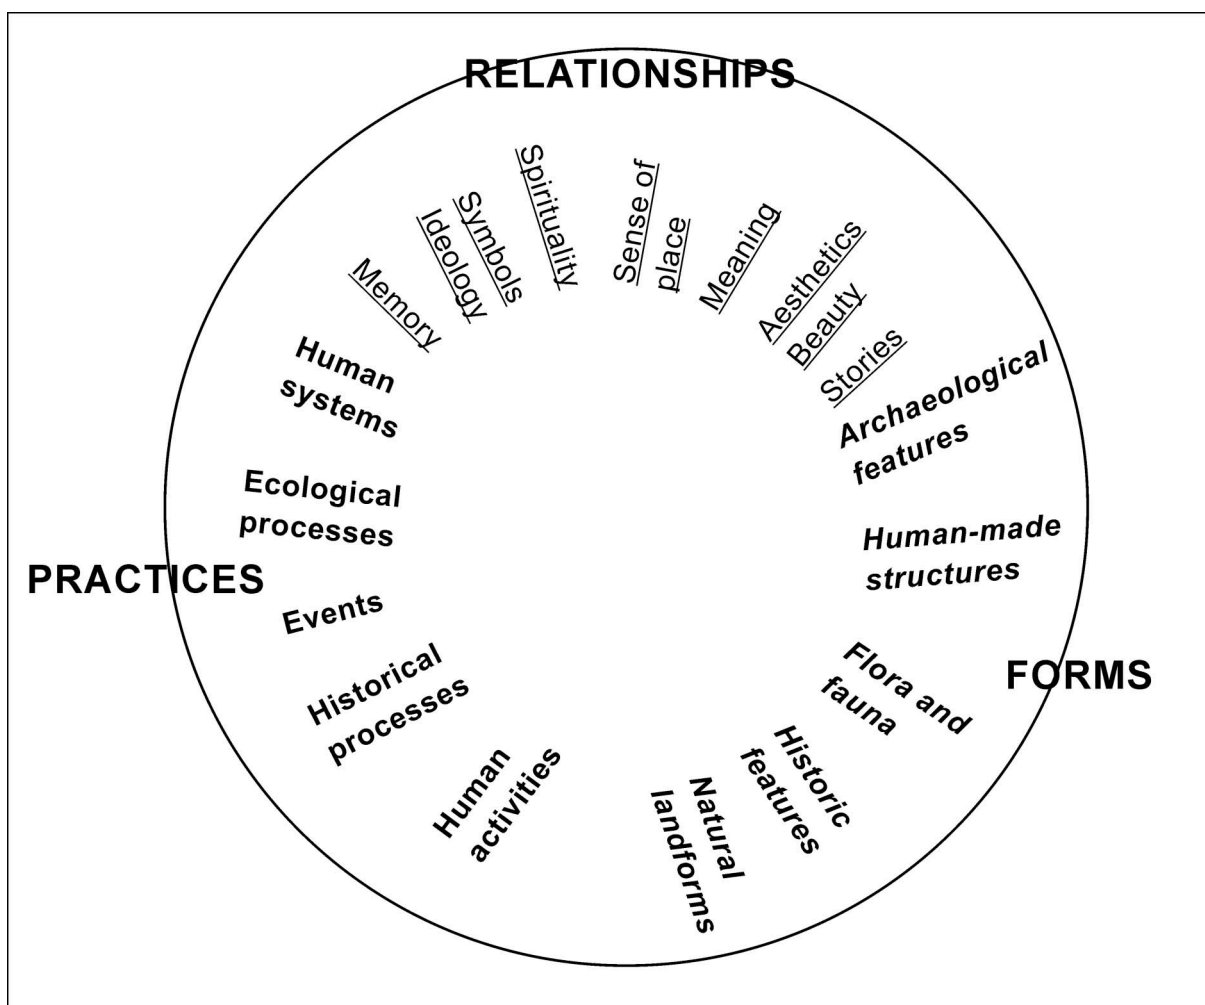 RELATIONSHIPS
Spirituality
Symbols
Ideology
Memory
Sense of
place
Meaning
Aesthetics
Beauty
Stories
Archaeological
features
Human-made
structures
FORMS
Flora and
fauna
Historic
features
Natural
landforms
Human
activities
Historical
processes
Events
PRACTICES
Ecological
processes
Human
systems